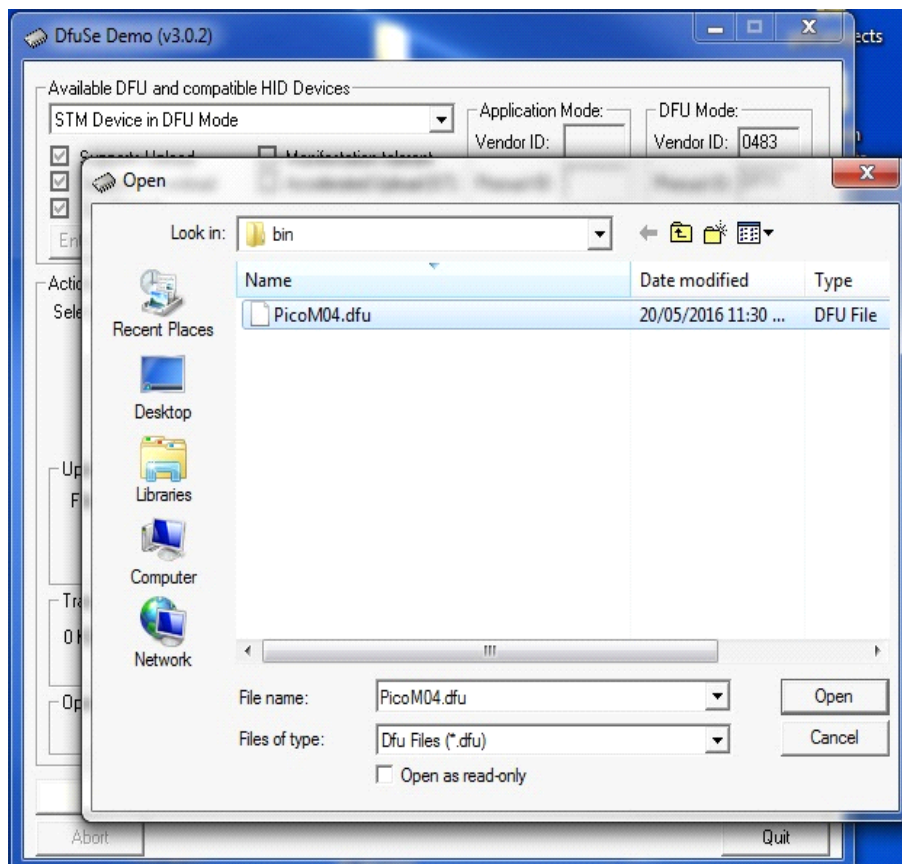 DfuSe Demo (v3.0.2)
ects
Available DFU and compatible HID Devices
STM Device in DFU Mode
Application Mode:
Vendor ID:
DFU Mode:
Vendor ID: 0483
Open
Look in: bin
Name Date modified Type
PicoM04.dfu 20/05/2016 11:30 ... DFU File
Recent Places
Desktop
Libraries
Computer
Network
File name: PicoM04.dfu Open
Files of type: Dfu Files (*.dfu) Cancel
Open as read-only
Abort Quit